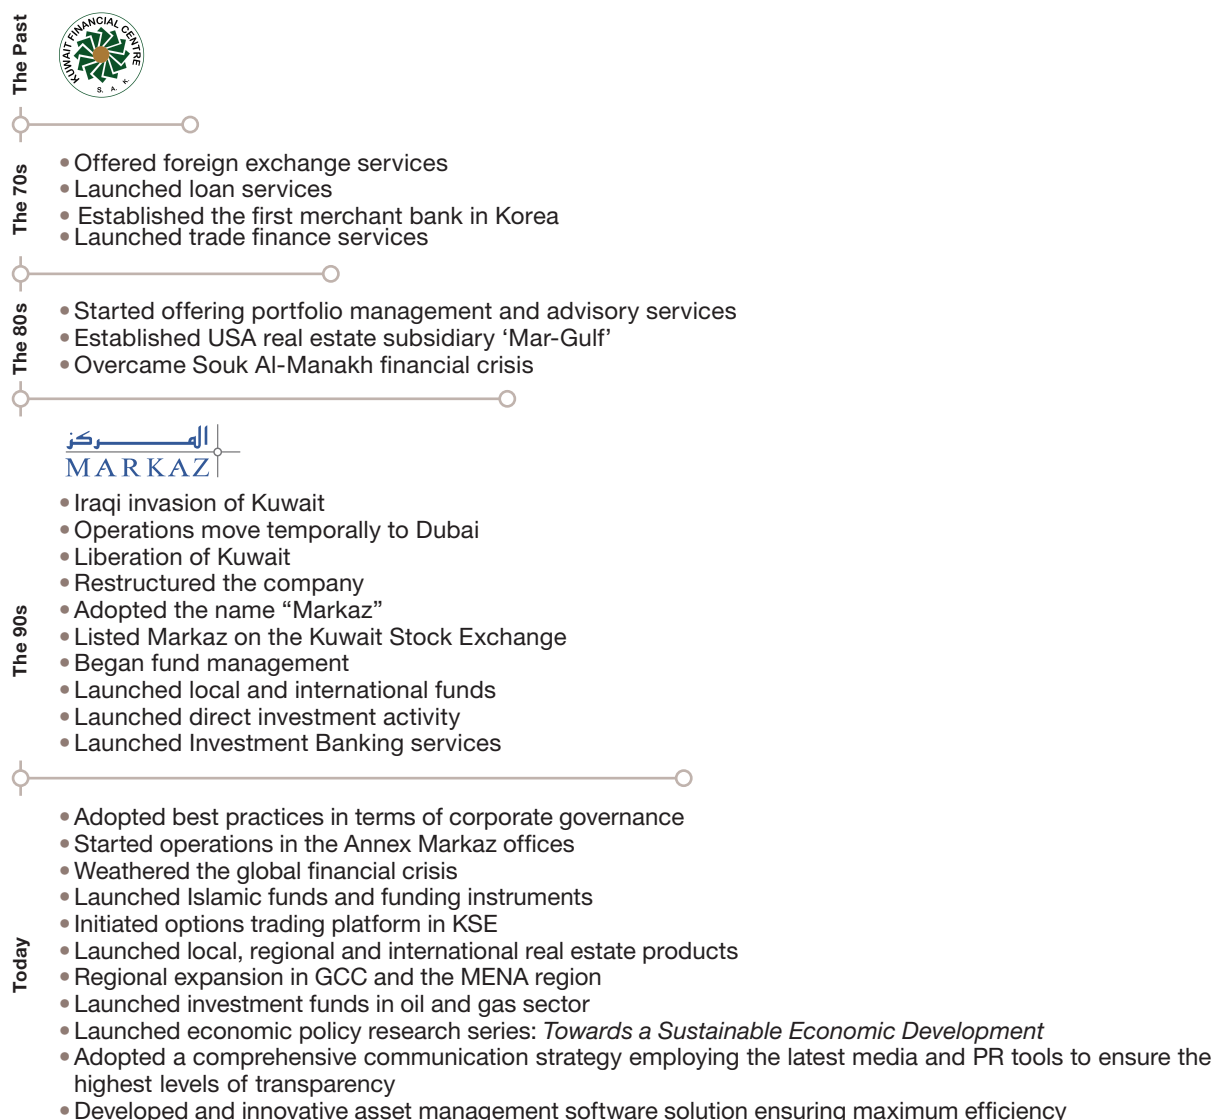 The Past
KUWAIT FINANCIAL CENTRE
S. A. K.
The 70s
• Offered foreign exchange services
• Launched loan services
• Established the first merchant bank in Korea
• Launched trade finance services
The 80s
• Started offering portfolio management and advisory services
• Established USA real estate subsidiary ‘Mar-Gulf’
• Overcame Souk Al-Manakh financial crisis
المركز
MARKAZ
The 90s
• Iraqi invasion of Kuwait
• Operations move temporally to Dubai
• Liberation of Kuwait
• Restructured the company
• Adopted the name “Markaz”
• Listed Markaz on the Kuwait Stock Exchange
• Began fund management
• Launched local and international funds
• Launched direct investment activity
• Launched Investment Banking services
Today
• Adopted best practices in terms of corporate governance
• Started operations in the Annex Markaz offices
• Weathered the global financial crisis
• Launched Islamic funds and funding instruments
• Initiated options trading platform in KSE
• Launched local, regional and international real estate products
• Regional expansion in GCC and the MENA region
• Launched investment funds in oil and gas sector
• Launched economic policy research series: Towards a Sustainable Economic Development
• Adopted a comprehensive communication strategy employing the latest media and PR tools to ensure the
highest levels of transparency
• Developed and innovative asset management software solution ensuring maximum efficiency